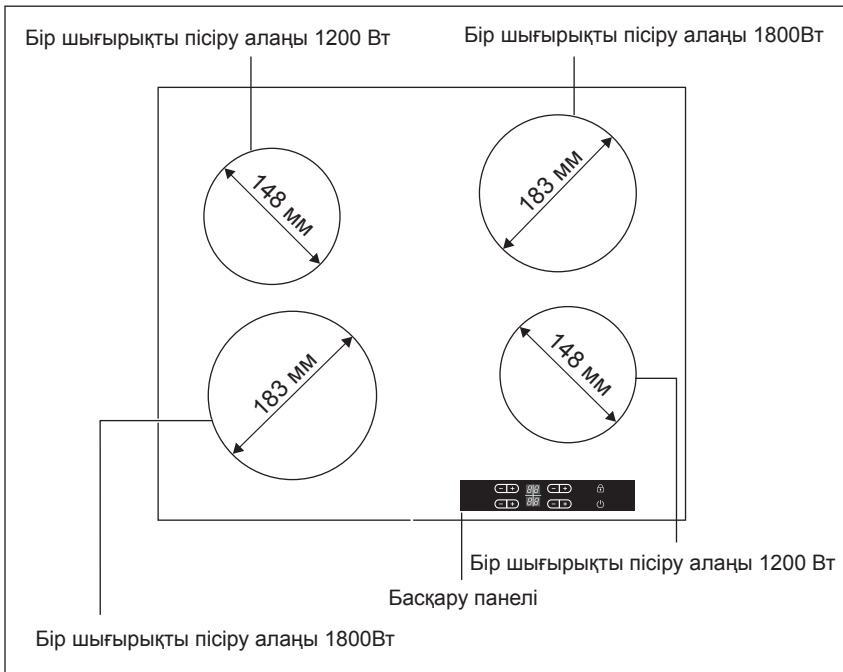 Бір шығырықты пісіру алаңы 1200 Вт
Бір шығырықты пісіру алаңы 1800Вт
148 мм
183 мм
183 мм
148 мм
Бір шығырықты пісіру алаңы 1200 Вт
Басқару панелі
Бір шығырықты пісіру алаңы 1800Вт